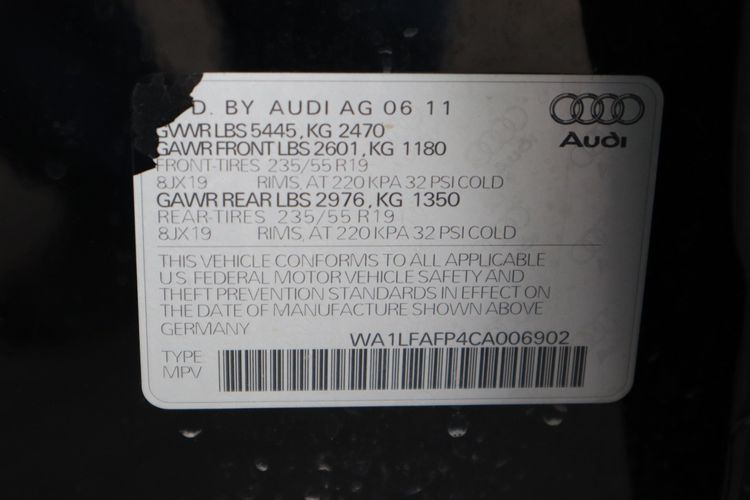 D. BY AUDI AG 06 11
GVWR LBS 5445, KG 2470
GAWR FRONT LBS 2601, KG 1180
FRONT-TIRES 235/55 R19
8JX19 RIMS, AT 220 KPA 32 PSI COLD
GAWR REAR LBS 2976, KG 1350
REAR-TIRES 235/55 R19
8JX19 RIMS, AT 220 KPA 32 PSI COLD
Audi
THIS VEHICLE CONFORMS TO ALL APPLICABLE
U.S. FEDERAL MOTOR VEHICLE SAFETY AND
THEFT PREVENTION STANDARDS IN EFFECT ON
THE DATE OF MANUFACTURE SHOWN ABOVE
GERMANY
WA1LFAFP4CA006902
TYPE:
MPV